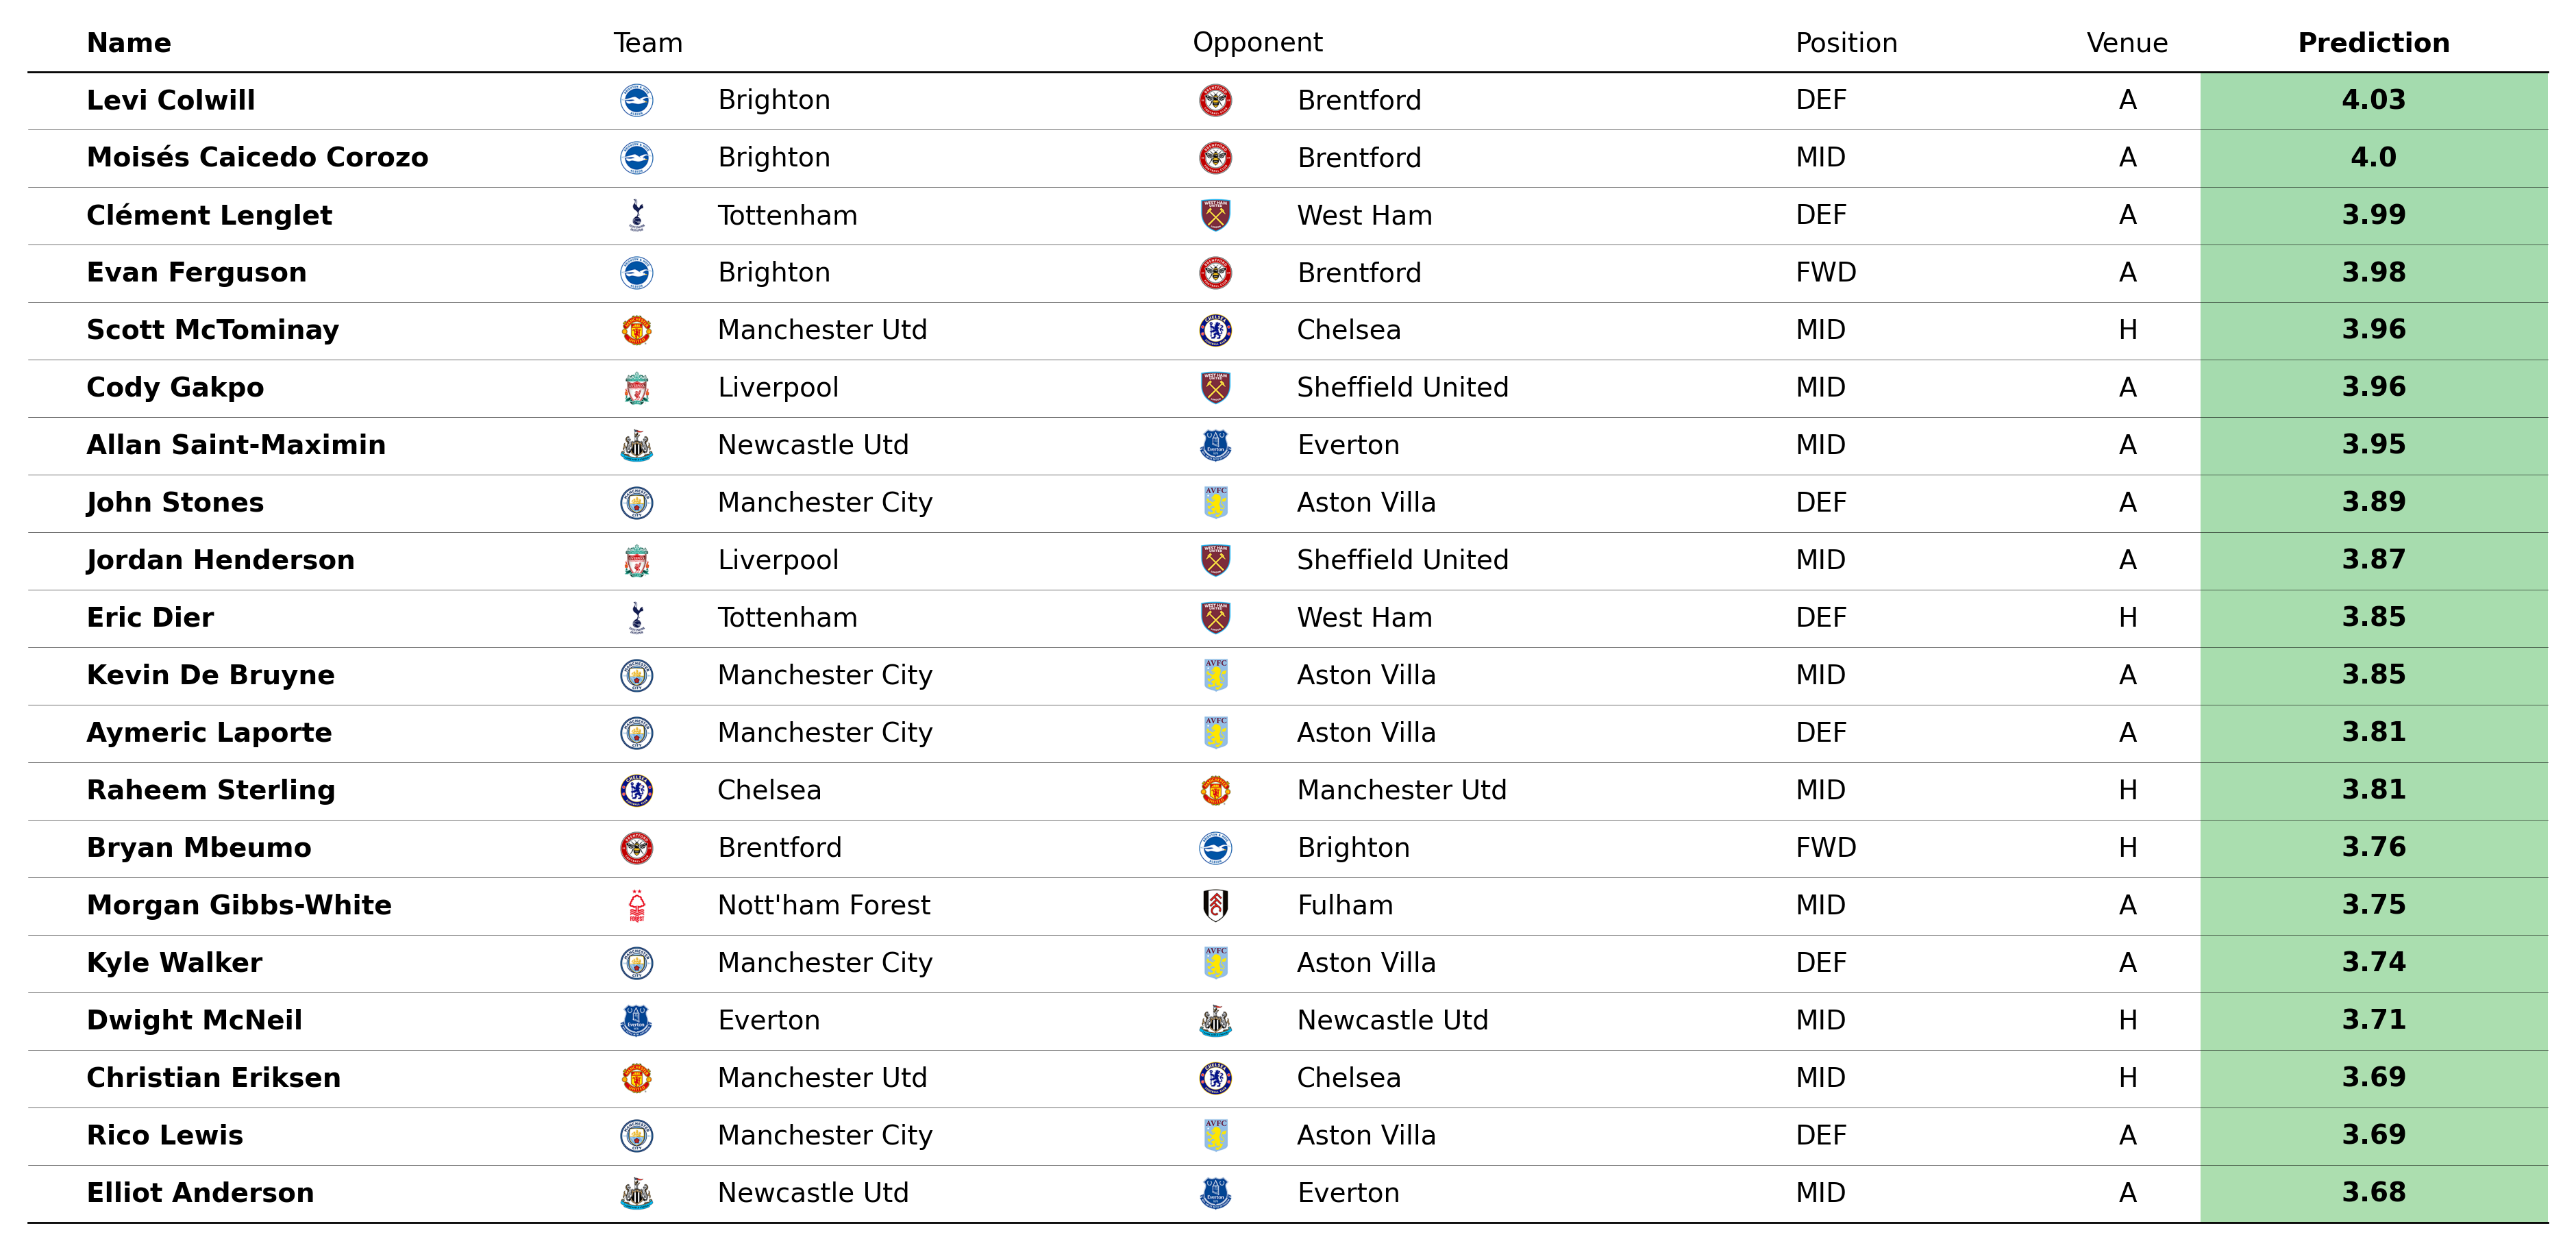 Name Team Opponent Position Venue Prediction
Levi Colwill Brighton Brentford DEF A 4.03
Moisés Caicedo Corozo Brighton Brentford MID A 4.0
Clément Lenglet Tottenham West Ham DEF A 3.99
Evan Ferguson Brighton Brentford FWD A 3.98
Scott McTominay Manchester Utd Chelsea MID H 3.96
Cody Gakpo Liverpool Sheffield United MID A 3.96
Allan Saint-Maximin Newcastle Utd Everton MID A 3.95
John Stones Manchester City Aston Villa DEF A 3.89
Jordan Henderson Liverpool Sheffield United MID A 3.87
Eric Dier Tottenham West Ham DEF H 3.85
Kevin De Bruyne Manchester City Aston Villa MID A 3.85
Aymeric Laporte Manchester City Aston Villa DEF A 3.81
Raheem Sterling Chelsea Manchester Utd MID H 3.81
Bryan Mbeumo Brentford Brighton FWD H 3.76
Morgan Gibbs-White Nott'ham Forest Fulham MID A 3.75
Kyle Walker Manchester City Aston Villa DEF A 3.74
Dwight McNeil Everton Newcastle Utd MID H 3.71
Christian Eriksen Manchester Utd Chelsea MID H 3.69
Rico Lewis Manchester City Aston Villa DEF A 3.69
Elliot Anderson Newcastle Utd Everton MID A 3.68